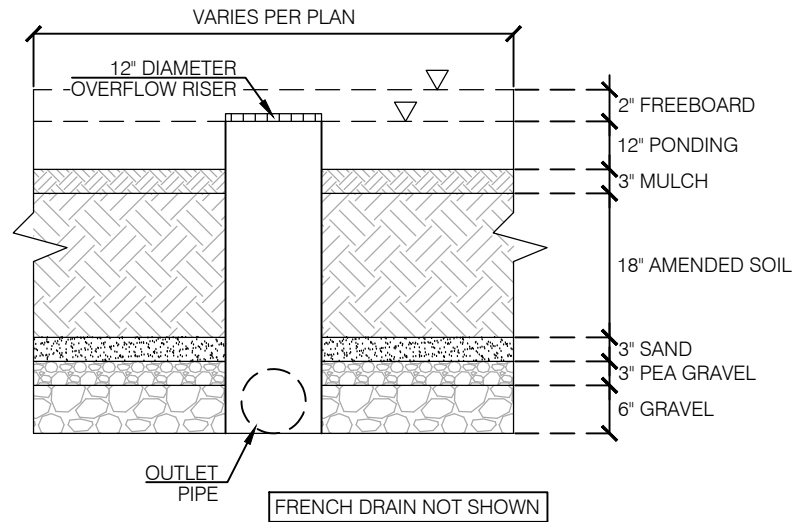 VARIES PER PLAN
12" DIAMETER
OVERFLOW RISER
2" FREEBOARD
12" PONDING
3" MULCH
18" AMENDED SOIL
3" SAND
3" PEA GRAVEL
6" GRAVEL
OUTLET
PIPE
FRENCH DRAIN NOT SHOWN